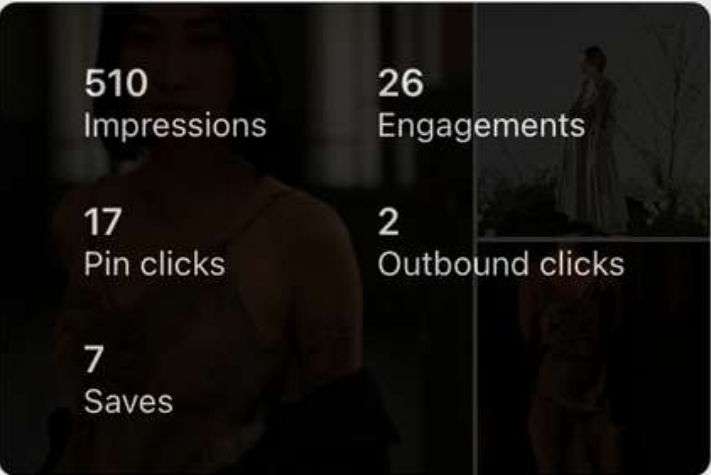 510
Impressions
26
Engagements
17
Pin clicks
2
Outbound clicks
7
Saves